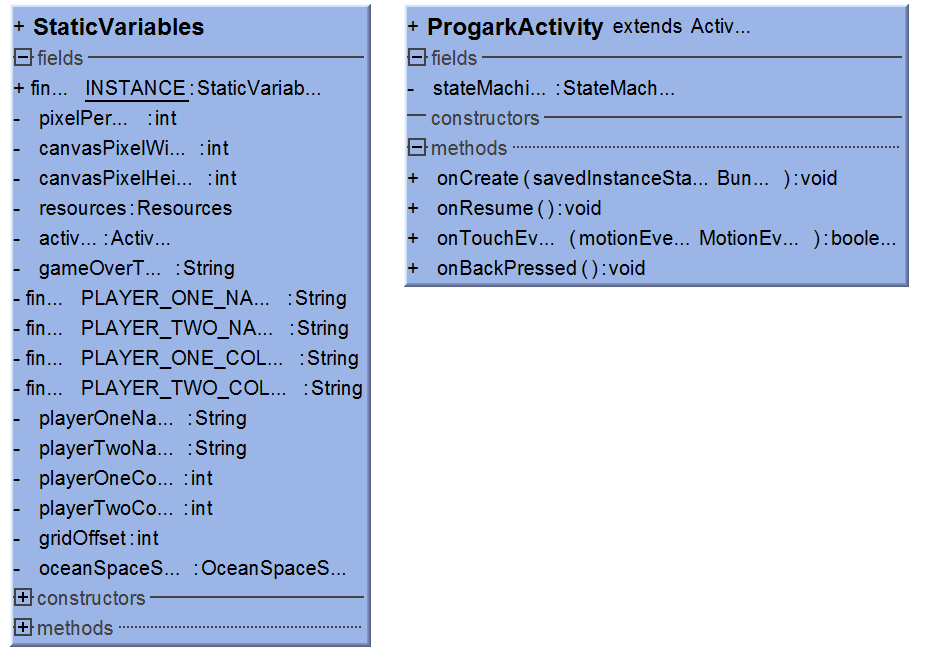 + StaticVariables
fields
+ fin... INSTANCE:StaticVariab...
- pixelPer... :int
- canvasPixelWi... :int
- canvasPixelHei... :int
- resources:Resources
- activ... :Activ...
- gameOverT... :String
- fin... PLAYER_ONE_NA... :String
- fin... PLAYER_TWO_NA... :String
- fin... PLAYER_ONE_COL... :String
- fin... PLAYER_TWO_COL... :String
- playerOneNa... :String
- playerTwoNa... :String
- playerOneCo... :int
- playerTwoCo... :int
- gridOffset:int
- oceanSpaceS... :OceanSpaceS...
constructors
methods
+ ProgarkActivity extends Activ...
fields
- stateMachi... :StateMach...
constructors
methods
+ onCreate(savedInstanceSta... Bun... ):void
+ onResume():void
+ onTouchEv... (motionEve... MotionEv... ):boole...
+ onBackPressed():void